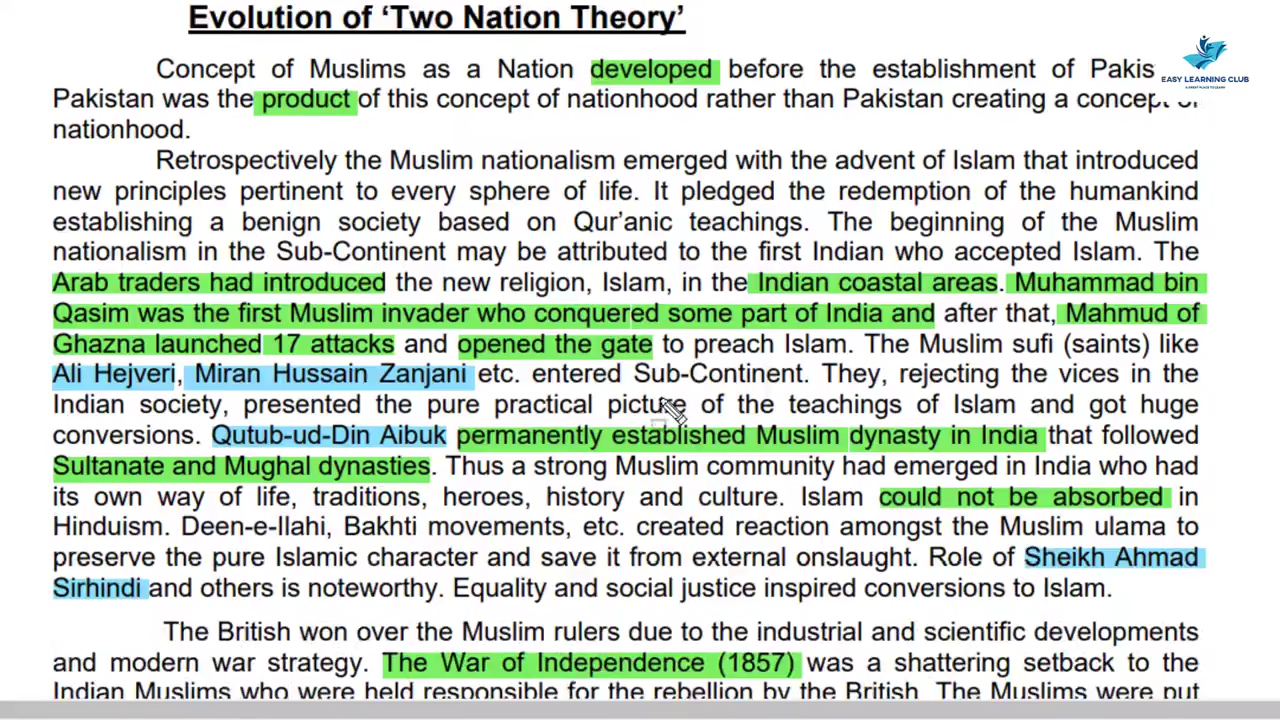 Evolution of ‘Two Nation Theory’
EASY LEARNING CLUB
A GREAT PLACE TO LEARN
Concept of Muslims as a Nation developed before the establishment of Pakis
Pakistan was the product of this concept of nationhood rather than Pakistan creating a concept of
nationhood.
Retrospectively the Muslim nationalism emerged with the advent of Islam that introduced
new principles pertinent to every sphere of life. It pledged the redemption of the humankind
establishing a benign society based on Qur’anic teachings. The beginning of the Muslim
nationalism in the Sub-Continent may be attributed to the first Indian who accepted Islam. The
Arab traders had introduced the new religion, Islam, in the Indian coastal areas. Muhammad bin
Qasim was the first Muslim invader who conquered some part of India and after that, Mahmud of
Ghazna launched 17 attacks and opened the gate to preach Islam. The Muslim sufi (saints) like
Ali Hejveri, Miran Hussain Zanjani etc. entered Sub-Continent. They, rejecting the vices in the
Indian society, presented the pure practical picture of the teachings of Islam and got huge
conversions. Qutub-ud-Din Aibuk permanently established Muslim dynasty in India that followed
Sultanate and Mughal dynasties. Thus a strong Muslim community had emerged in India who had
its own way of life, traditions, heroes, history and culture. Islam could not be absorbed in
Hinduism. Deen-e-Ilahi, Bakhti movements, etc. created reaction amongst the Muslim ulama to
preserve the pure Islamic character and save it from external onslaught. Role of Sheikh Ahmad
Sirhindi and others is noteworthy. Equality and social justice inspired conversions to Islam.
The British won over the Muslim rulers due to the industrial and scientific developments
and modern war strategy. The War of Independence (1857) was a shattering setback to the
Indian Muslims who were held responsible for the rebellion by the British. The Muslims were put